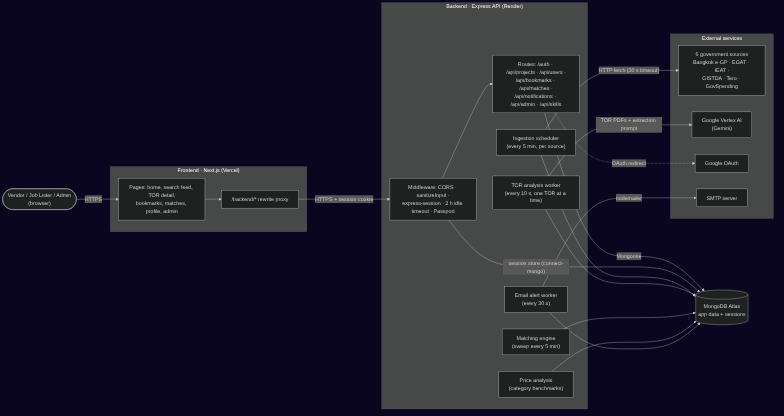 Backend · Express API (Render)
Routes: /auth ·
/api/projects · /api/users ·
/api/bookmarks ·
/api/matches ·
/api/notifications ·
/api/admin · /api/skills
Ingestion scheduler
(every 5 min, per source)
TOR analysis worker
(every 10 s, one TOR at a
time)
Middleware: CORS ·
sanitizeInput ·
express-session · 2 h idle
timeout · Passport
session store (connect-
mongo)
Email alert worker
(every 30 s)
Matching engine
(sweep every 5 min)
Price analysis
(category benchmarks)
Frontend · Next.js (Vercel)
Pages: home, search feed,
TOR detail,
bookmarks, matches,
profile, admin
/backend/* rewrite proxy
Vendor / Job Lister / Admin
(browser)
HTTPS
HTTPS + session cookie
External services
6 government sources
Bangkok e-GP · EGAT ·
IEAT ·
GISTDA · Tero ·
GovSpending
Google Vertex AI
(Gemini)
Google OAuth
SMTP server
HTTP fetch (30 s timeout)
TOR PDFs + extraction
prompt
OAuth redirect
nodemailer
Mongoose
MongoDB Atlas
app data + sessions